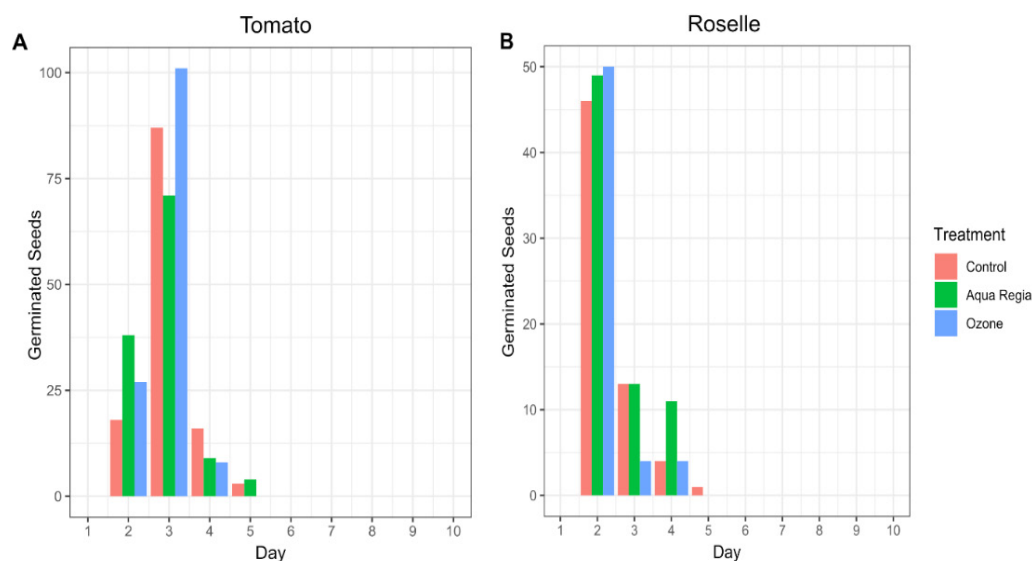 A
Tomato
Germinated Seeds
100
75
50
25
0
1 2 3 4 5 6 7 8 9 10
Day
B
Roselle
Germinated Seeds
50
40
30
20
10
0
1 2 3 4 5 6 7 8 9 10
Day
Treatment
Control
Aqua Regia
Ozone